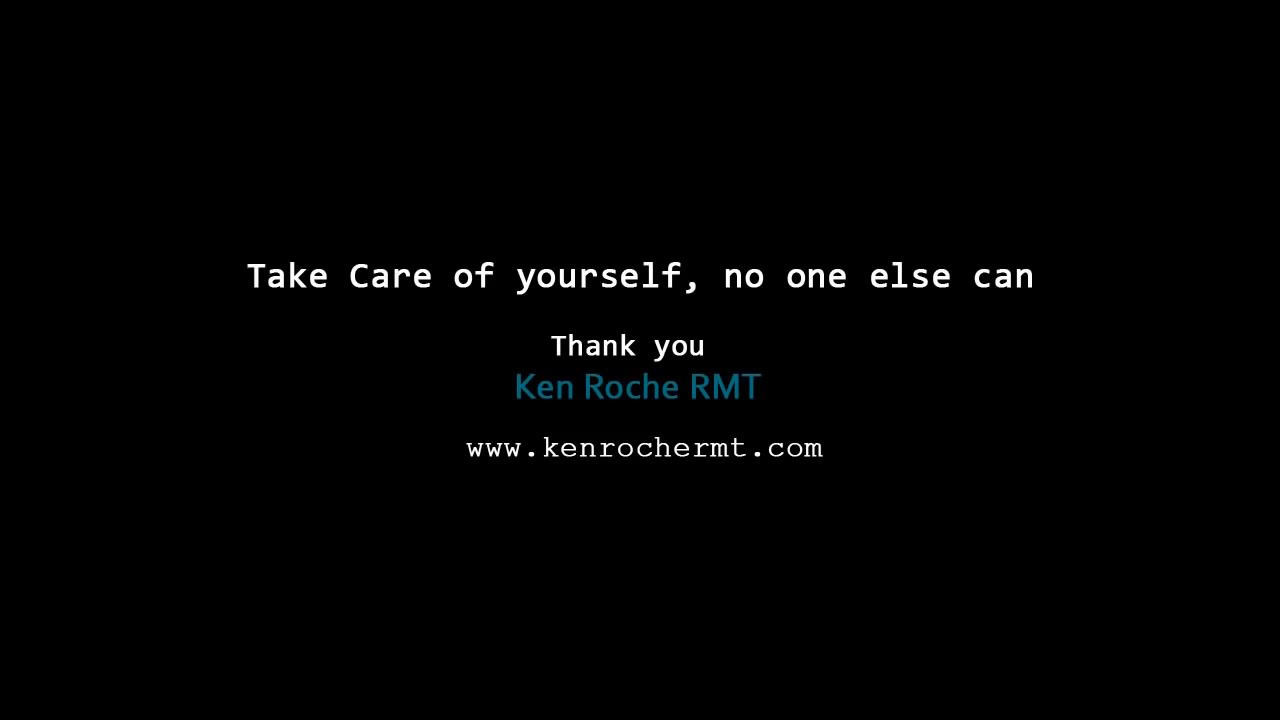 Take Care of yourself, no one else can
Thank you
Ken Roche RMT
www.kenrochermt.com